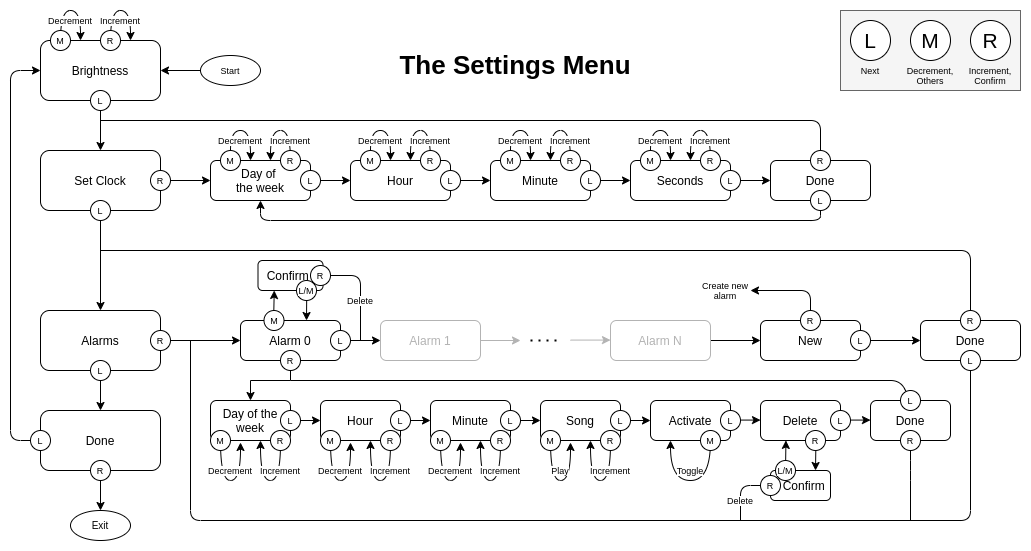 The Settings Menu
L M R
Next
Decrement,
Others
Increment,
Confirm
Decrement Increment
M R
Brightness
L
Start
Decrement Increment Decrement Increment Decrement Increment Decrement Increment
M R M R M R M R R
Set Clock R
Day of
the week
L Hour L Minute L Seconds L Done
L L
Confirm R
L/M
Delete
Create new
alarm
M R R
Alarms R Alarm 0 L Alarm 1 . . . . Alarm N New L Done
L R L
L
Day of the
week
L Hour L Minute L Song L Activate L Delete L Done
M R M R M R M R M R R
Decrement Increment Decrement Increment Decrement Increment Play Increment Toggle
L/M
R Confirm
Delete
L Done
R
Exit